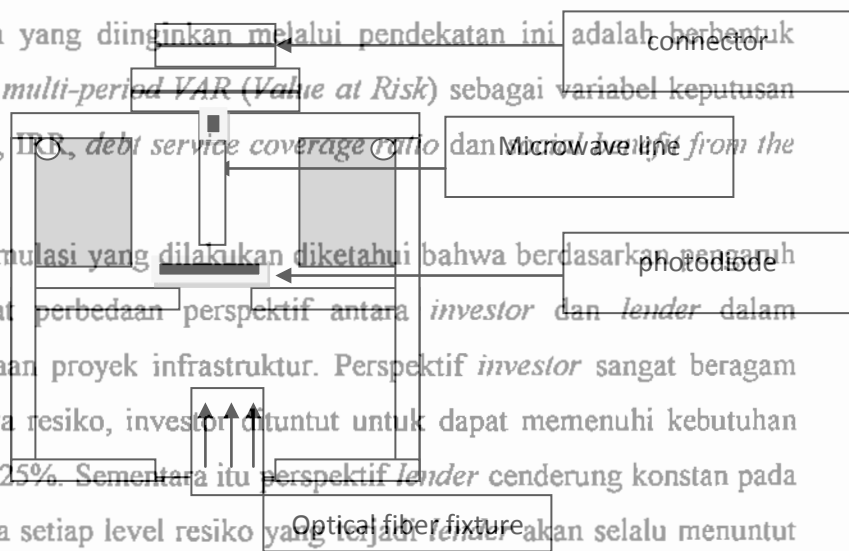 yang diinginkan melalui pendekatan ini adalah berbentuk
connector
multi-period VAR (Value at Risk) sebagai variabel keputusan
, IRR, debt service coverage ratio dan benefit from the
Microwave line
mulasi yang dilakukan diketahui bahwa berdasarkan pengaruh
photodiode
at perbedaan perspektif antara investor dan lender dalam
aan proyek infrastruktur. Perspektif investor sangat beragam
a resiko, investor dituntut untuk dapat memenuhi kebutuhan
25%. Sementara itu perspektif lender cenderung konstan pada
a setiap level resiko yang terjadi lender akan selalu menuntut
Optical fiber fixture